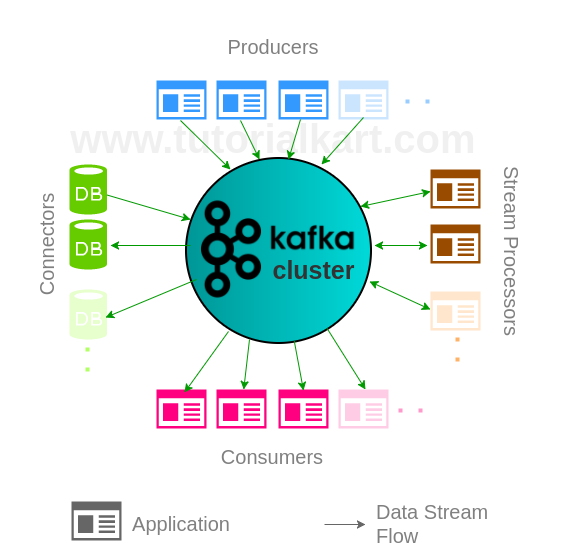 Producers
www.tutorialkart.com
DB
DB
DB
Connectors
kafka
cluster
Stream Processors
Consumers
Application
Data Stream
Flow